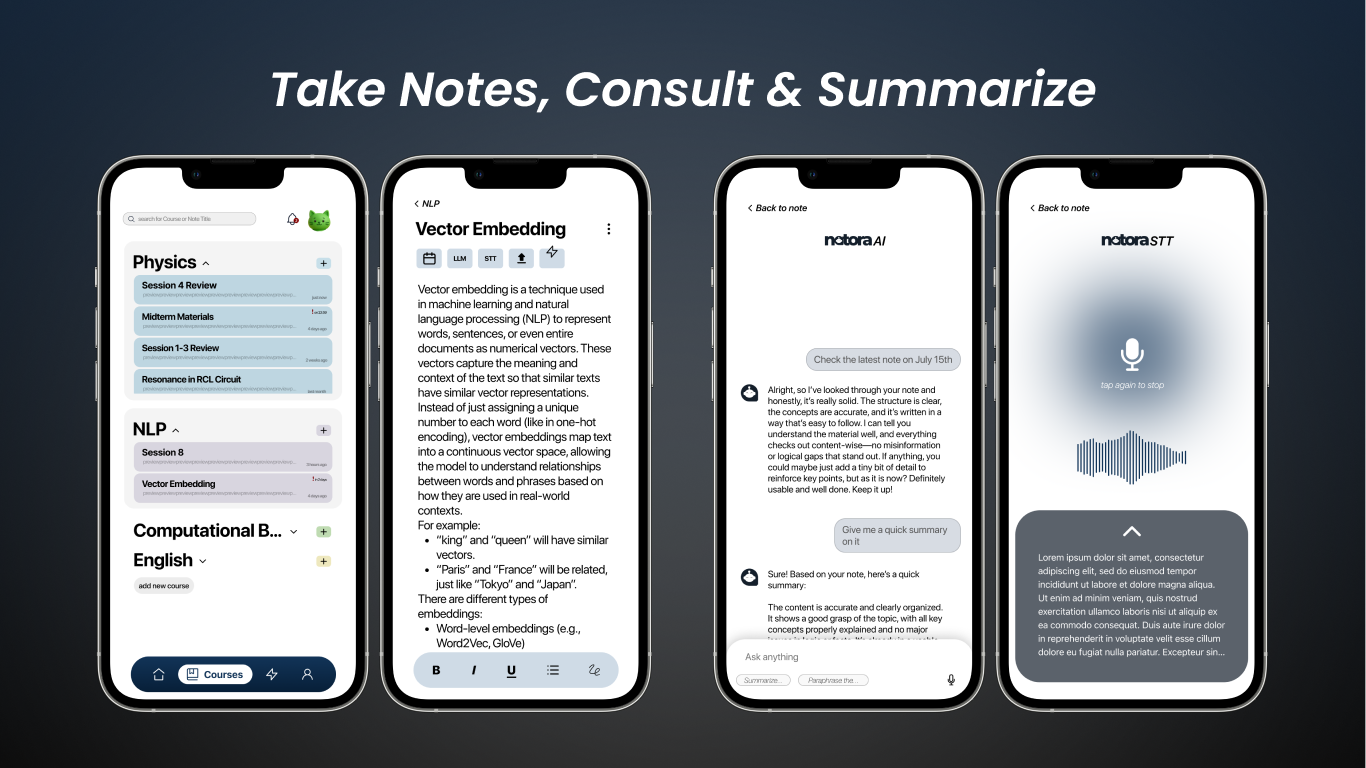 Take Notes, Consult & Summarize
search for Course or Note Title
Physics
Session 4 Review
just now
Midterm Materials
6 days ago
Session 1-3 Review
2 weeks ago
Resonance in RCL Circuit
last month
NLP
Session 8
Vector Embedding
6 days ago
Computational B...
English
add new course
Courses
NLP
Vector Embedding
LLM
STT
Vector embedding is a technique used
in machine learning and natural
language processing (NLP) to represent
words, sentences, or even entire
documents as numerical vectors. These
vectors capture the meaning and
context of the text so that similar texts
have similar vector representations.
Instead of just assigning a unique
number to each word (like in one-hot
encoding), vector embeddings map text
into a continuous vector space, allowing
the model to understand relationships
between words and phrases based on
how they are used in real-world
contexts.
For example:
• “king” and “queen” will have similar
vectors.
• “Paris” and “France” will be related,
just like “Tokyo” and “Japan”.
There are different types of
embeddings:
• Word-level embeddings (e.g.,
Word2Vec, GloVe)
B I U
Back to note
notora AI
Check the latest note on July 15th
Alright, so I’ve looked through your note and
honestly, it’s really solid. The structure is clear,
the concepts are accurate, and it’s written in a
way that’s easy to follow. I can tell you
understand the material well, and everything
checks out content-wise—no misinformation
or logical gaps that stand out. If anything, you
could maybe just add a tiny bit of detail to
reinforce key points, but as it is now? Definitely
usable and well done. Keep it up!
Give me a quick summary
on it
Sure! Based on your note, here’s a quick
summary:
The content is accurate and clearly organized.
It shows a good grasp of the topic, with all key
concepts properly explained and no major
Ask anything
Summarize...
Paraphrase the...
Back to note
notora STT
tap again to stop
Lorem ipsum dolor sit amet, consectetur
adipiscing elit, sed do eiusmod tempor
incididunt ut labore et dolore magna aliqua.
Ut enim ad minim veniam, quis nostrud
exercitation ullamco laboris nisi ut aliquip ex
ea commodo consequat. Duis aute irure dolor
in reprehenderit in voluptate velit esse cillum
dolore eu fugiat nulla pariatur. Excepteur sin...